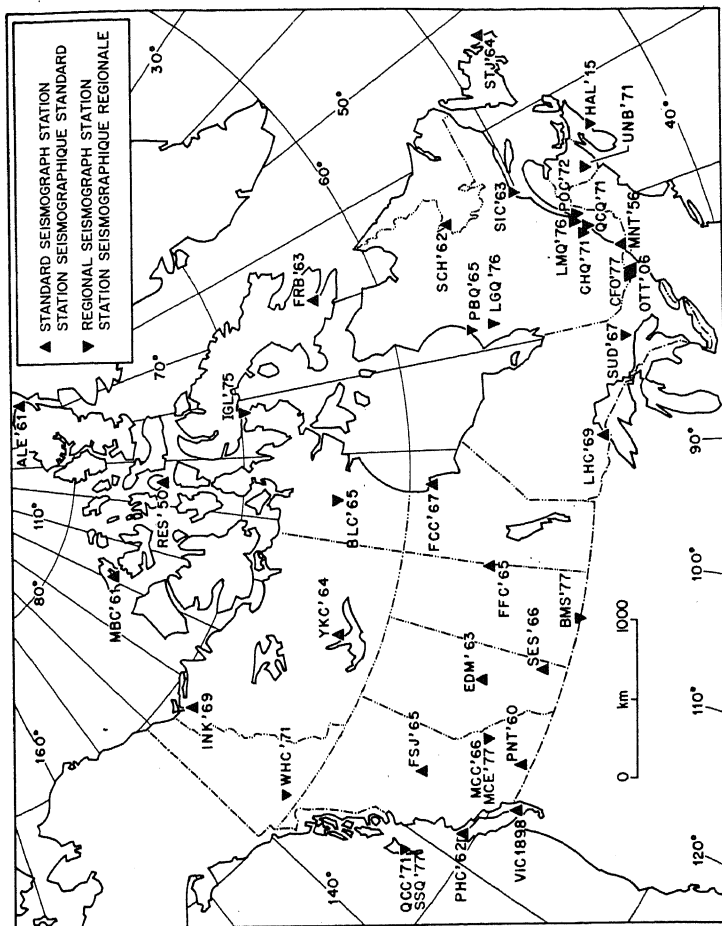 ▲ STANDARD SEISMOGRAPH STATION
STATION SEISMOGRAPHIQUE STANDARD
▼ REGIONAL SEISMOGRAPH STATION
STATION SEISMOGRAPHIQUE REGIONALE
30°
50°
60°
70°
110°
80°
160°
140°
120°
110°
100°
90°
40°
ALE'61
MBC'61
RES'50
IGL'75
FRB'63
INK'69
WHC'71
YKC'64
BLC'65
FCC'67
SCH'62
PBQ'65
LGQ'76
SIC'63
STJ'64
LMQ'76
POC'72
HAL'15
UNB'71
CHQ'71
QCQ'71
MNT'56
CFO'77
OTT'06
SUD'67
LHC'69
FFC'65
BMS'77
SES'66
EDM'63
FSJ'65
MCC'66
MCE'77
PNT'60
QCC'71
SSQ'77
PHC'62
VIC1898
0 km 1000